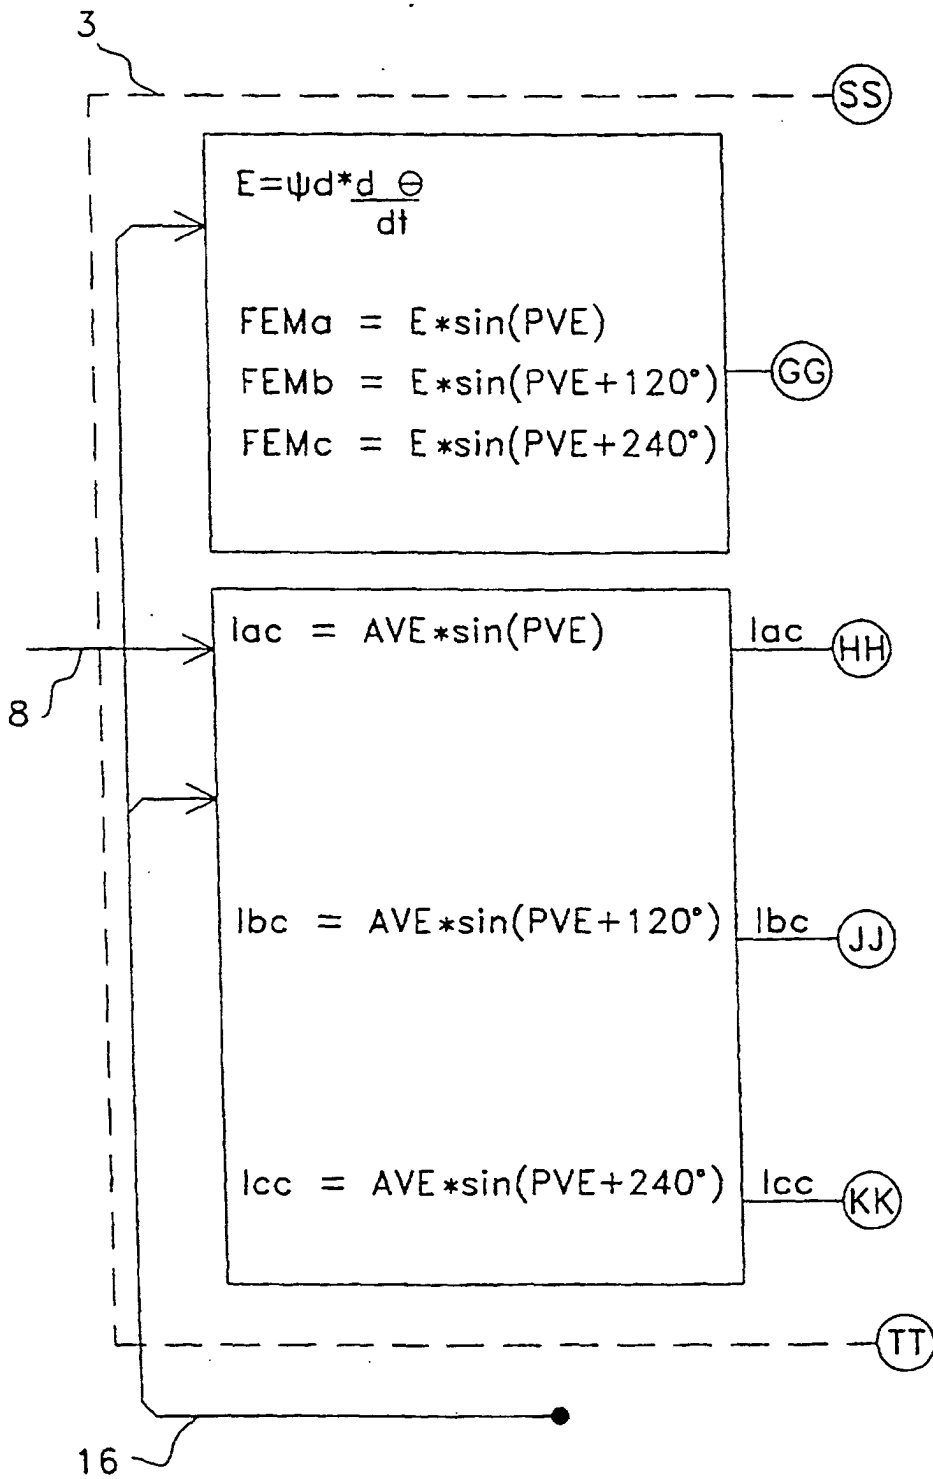 3
SS
E=ψd*d θ
dt
FEMa = E*sin(PVE)
FEMb = E*sin(PVE+120°)
FEMc = E*sin(PVE+240°)
GG
Iac = AVE*sin(PVE)
Iac
HH
8
Ibc = AVE*sin(PVE+120°)
Ibc
JJ
Icc = AVE*sin(PVE+240°)
Icc
KK
TT
16